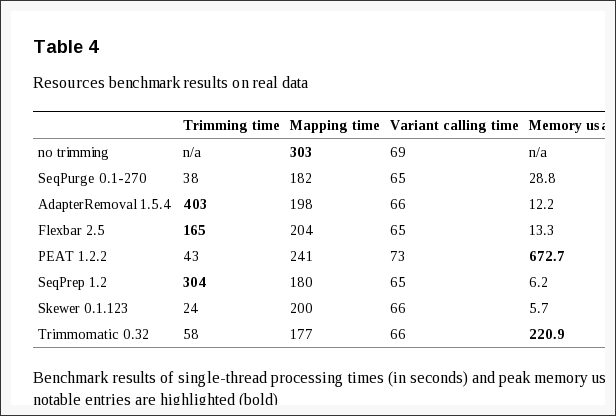 Table 4
Resources benchmark results on real data
Trimming time Mapping time Variant calling time Memory usa
no trimming n/a 303 69 n/a
SeqPurge 0.1-270 38 182 65 28.8
AdapterRemoval 1.5.4 403 198 66 12.2
Flexbar 2.5 165 204 65 13.3
PEAT 1.2.2 43 241 73 672.7
SeqPrep 1.2 304 180 65 6.2
Skewer 0.1.123 24 200 66 5.7
Trimmomatic 0.32 58 177 66 220.9
Benchmark results of single-thread processing times (in seconds) and peak memory us
notable entries are highlighted (bold)